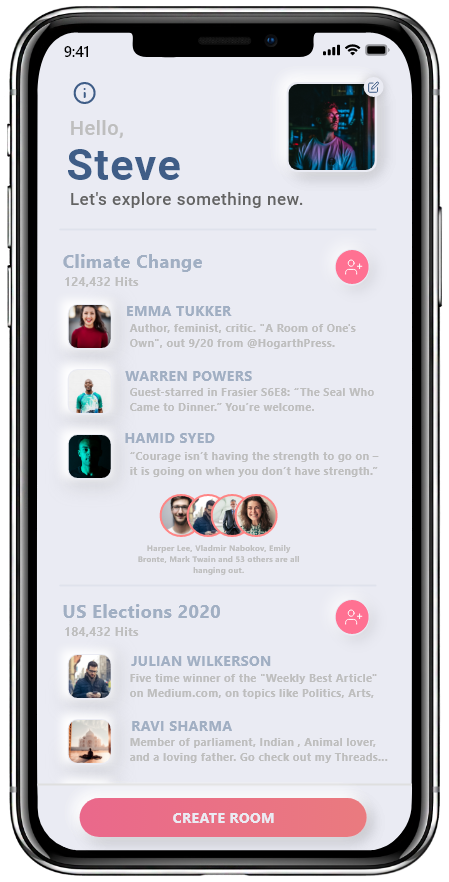 9:41
Hello,
Steve
Let's explore something new.
Climate Change
124,432 Hits
EMMA TUKKER
Author, feminist, critic. "A Room of One's
Own", out 9/20 from @HogarthPress.
WARREN POWERS
Guest-starred in Frasier S6E8: "The Seal Who
Came to Dinner." You're welcome.
HAMID SYED
"Courage isn't having the strength to go on –
it is going on when you don't have strength."
Harper Lee, Vladmir Nabokov, Emily
Bronte, Mark Twain and 53 others are all
hanging out.
US Elections 2020
184,432 Hits
JULIAN WILKERSON
Five time winner of the "Weekly Best Article"
on Medium.com, on topics like Politics, Arts,
RAVI SHARMA
Member of parliament, Indian , Animal lover,
and a loving father. Go check out my Threads...
CREATE ROOM